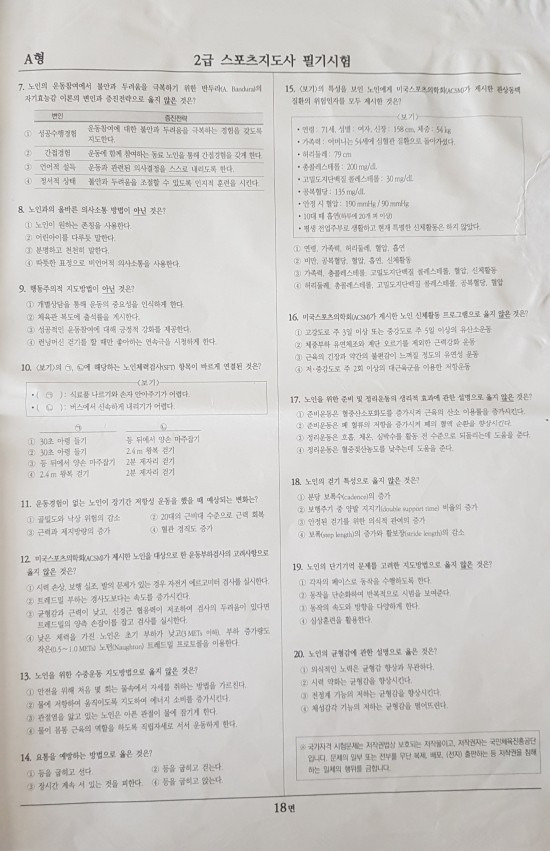 A형
2급 스포츠지도사 필기시험
7. 노인의 운동참여에서 불안과 두려움을 극복하기 위한 반두라(A. Bandura)의
자기효능감 이론의 변인과 증진전략으로 옳지 않은 것은?
변인 증진전략
① 성공수행경험 운동참여에 대한 불안과 두려움을 극복하는 경험을 갖도록
지도한다.
② 간접경험 운동에 함께 참여하는 동료 노인을 통해 간접경험을 갖게 한다.
③ 언어적 설득 운동과 관련된 의사결정을 스스로 내리도록 한다.
④ 정서적 상태 불안과 두려움을 조절할 수 있도록 인지적 훈련을 시킨다.
8. 노인과의 올바른 의사소통 방법이 아닌 것은?
① 노인이 원하는 존칭을 사용한다.
② 어린아이를 다루듯 말한다.
③ 분명하고 천천히 말한다.
④ 따뜻한 표정으로 비언어적 의사소통을 사용한다.
9. 행동주의적 지도방법이 아닌 것은?
① 개별상담을 통해 운동의 중요성을 인식하게 한다.
② 체육관 복도에 출석률을 게시한다.
③ 성공적인 운동참여에 대해 긍정적 강화를 제공한다.
④ 런닝머신 걷기를 할 때만 좋아하는 연속극을 시청하게 한다.
10. 〈보기〉의 ㉠, ㉡에 해당하는 노인체력검사(SFT) 항목이 바르게 연결된 것은?
〈보기〉
• ( ㉠ ) : 식료품 나르기와 손자 안아주기가 어렵다.
• ( ㉡ ) : 버스에서 신속하게 내리기가 어렵다.
㉠ ㉡
① 30초 아령 들기 등 뒤에서 양손 마주잡기
② 30초 아령 들기 2.4 m 왕복 걷기
③ 등 뒤에서 양손 마주잡기 2분 제자리 걷기
④ 2.4 m 왕복 걷기 2분 제자리 걷기
11. 운동경험이 없는 노인이 장기간 저항성 운동을 했을 때 예상되는 변화는?
① 골밀도와 낙상 위험의 감소 ② 20대의 근비대 수준으로 근력 회복
③ 근력과 체지방량의 증가 ④ 혈관 경직도 증가
12. 미국스포츠의학회(ACSM)가 제시한 노인을 대상으로 한 운동부하검사의 고려사항으로
옳지 않은 것은?
① 시력 손상, 보행 실조, 발의 문제가 있는 경우 자전거 에르고미터 검사를 실시한다.
② 트레드밀 부하는 경사도보다는 속도를 증가시킨다.
③ 균형감과 근력이 낮고, 신경근 협응력이 저조하여 검사의 두려움이 있다면
트레드밀의 양측 손잡이를 잡고 검사를 실시한다.
④ 낮은 체력을 가진 노인은 초기 부하가 낮고(3 METs 이하), 부하 증가량도
작은(0.5～1.0 METs) 노턴(Naughton) 트레드밀 프로토콜을 이용한다.
13. 노인을 위한 수중운동 지도방법으로 옳지 않은 것은?
① 안전을 위해 처음 몇 회는 물속에서 자세를 취하는 방법을 가르친다.
② 물에 저항하여 움직이도록 지도하여 에너지 소비를 증가시킨다.
③ 관절염을 앓고 있는 노인은 아픈 관절이 물에 잠기게 한다.
④ 물이 몸통 근육의 역할을 하도록 직립자세로 서서 운동하게 한다.
14. 요통을 예방하는 방법으로 옳은 것은?
① 등을 굽히고 선다. ② 등을 굽히고 걷는다.
③ 장시간 계속 서 있는 것을 피한다. ④ 등을 굽히고 앉는다.
15. 〈보기〉의 특성을 보인 노인에게 미국스포츠의학회(ACSM)가 제시한 관상동맥
질환의 위험인자를 모두 제시한 것은?
〈보기〉
• 연령 : 71세, 성별 : 여자, 신장 : 158 cm, 체중 : 54 kg
• 가족력 : 어머니는 54세에 심혈관 질환으로 돌아가셨다.
• 허리둘레 : 79 cm
• 총콜레스테롤 : 200 mg/dL
• 고밀도지단백질 콜레스테롤 : 30 mg/dL
• 공복혈당 : 135 mg/dL
• 안정 시 혈압 : 190 mmHg / 90 mmHg
• 10대 때 흡연(하루에 20개피 이상)
• 평생 전업주부로 생활하고 현재 특별한 신체활동은 하지 않았다.
① 연령, 가족력, 허리둘레, 혈압, 흡연
② 비만, 공복혈당, 혈압, 흡연, 신체활동
③ 가족력, 총콜레스테롤, 고밀도지단백질 콜레스테롤, 혈압, 신체활동
④ 허리둘레, 총콜레스테롤, 고밀도지단백질 콜레스테롤, 공복혈당, 혈압
16. 미국스포츠의학회(ACSM)가 제시한 노인 신체활동 프로그램으로 옳지 않은 것은?
① 고강도로 주 3일 이상 또는 중강도로 주 5일 이상의 유산소운동
② 체중부하 유연체조와 계단 오르기를 제외한 근력강화 운동
③ 근육의 긴장과 약간의 불편감이 느껴질 정도의 유연성 운동
④ 저·중강도로 주 2회 이상의 대근육군을 이용한 저항운동
17. 노인을 위한 준비 및 정리운동의 생리적 효과에 관한 설명으로 옳지 않은 것은?
① 준비운동은 혈중산소포화도를 증가시켜 근육의 산소 이용률을 증가시킨다.
② 준비운동은 폐 혈류의 저항을 증가시켜 폐의 혈액 순환을 향상시킨다.
③ 정리운동은 호흡, 체온, 심박수를 활동 전 수준으로 되돌리는데 도움을 준다.
④ 정리운동은 혈중젖산농도를 낮추는데 도움을 준다.
18. 노인의 걷기 특성으로 옳지 않은 것은?
① 분당 보폭수(cadence)의 증가
② 보행주기 중 양발 지지기(double support time) 비율의 증가
③ 안정된 걷기를 위한 의식적 관여의 증가
④ 보폭(step length)의 증가와 활보장(stride length)의 감소
19. 노인의 단기기억 문제를 고려한 지도방법으로 옳지 않은 것은?
① 각자의 페이스로 동작을 수행하도록 한다.
② 동작을 단순화하여 반복적으로 시범을 보여준다.
③ 동작의 속도와 방향을 다양하게 한다.
④ 심상훈련을 활용한다.
20. 노인의 균형감에 관한 설명으로 옳은 것은?
① 의식적인 노력은 균형감 향상과 무관하다.
② 시력 약화는 균형감을 향상시킨다.
③ 전정계 기능의 저하는 균형감을 향상시킨다.
④ 체성감각 기능의 저하는 균형감을 떨어뜨린다.
※ 국가자격 시험문제는 저작권법상 보호되는 저작물이고, 저작권자는 국민체육진흥공단
입니다. 문제의 일부 또는 전부를 무단 복제, 배포, (전자) 출판하는 등 저작권을 침해
하는 일체의 행위를 금합니다.
18면